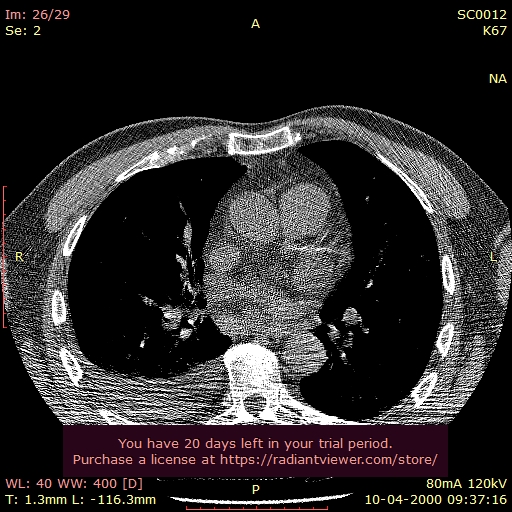 Im: 26/29
Se: 2
A
SC0012
K67
NA
R
L
You have 20 days left in your trial period.
Purchase a license at https://radiantviewer.com/store/
WL: 40 WW: 400 [D]
T: 1.3mm L: -116.3mm
P
80mA 120kV
10-04-2000 09:37:16